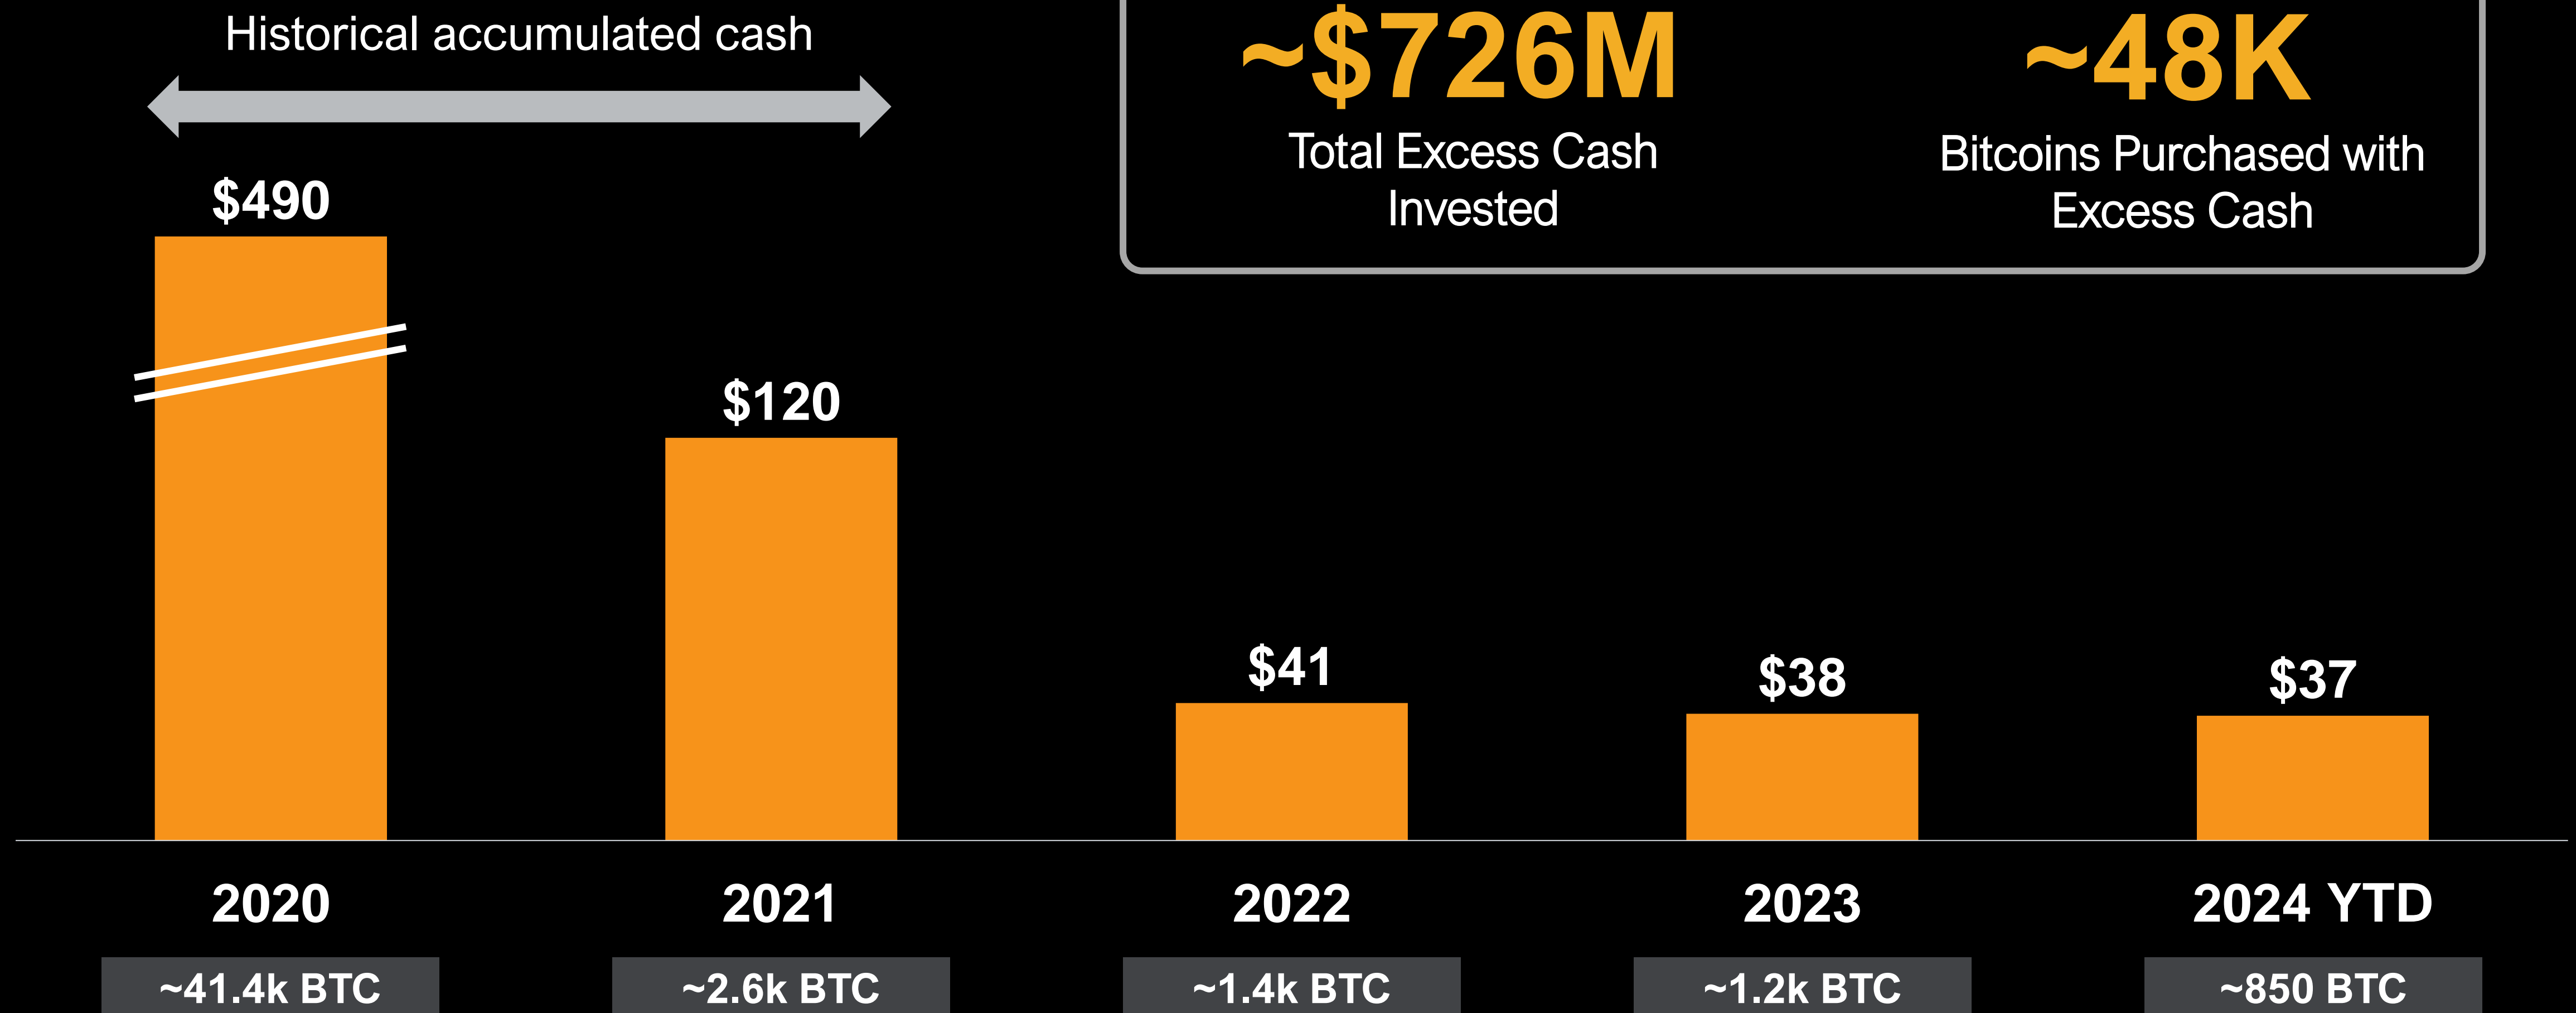 Historical accumulated cash
~$726M
~48K
Total Excess Cash
Invested
Bitcoins Purchased with
Excess Cash
$490
$120
$41
$38
$37
2020
2021
2022
2023
2024 YTD
~41.4k BTC
~2.6k BTC
~1.4k BTC
~1.2k BTC
~850 BTC